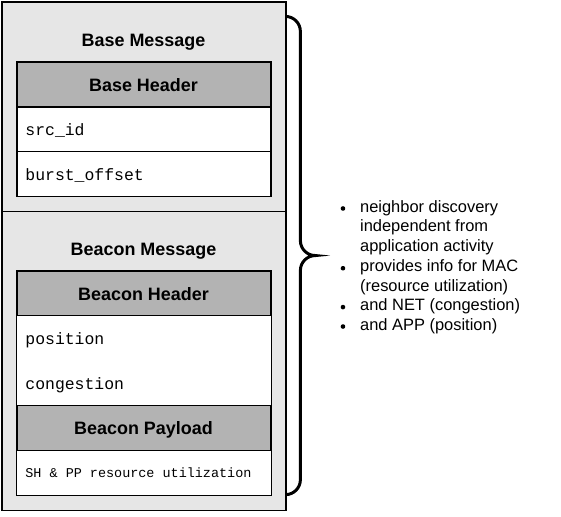 Base Message
Base Header
src_id
burst_offset
Beacon Message
Beacon Header
position
congestion
Beacon Payload
SH & PP resource utilization
• neighbor discovery
independent from
application activity
• provides info for MAC
(resource utilization)
• and NET (congestion)
• and APP (position)